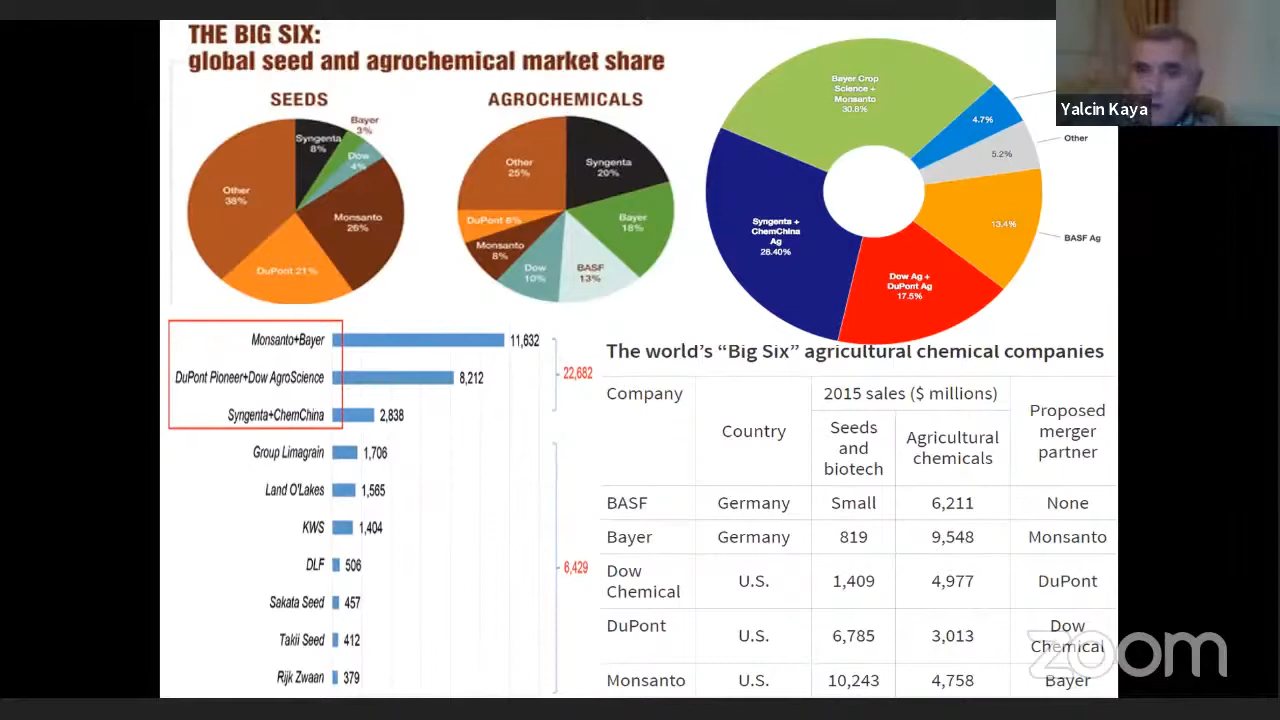 THE BIG SIX:
global seed and agrochemical market share
SEEDS
Syngenta
8%
Bayer
3%
Dow
4%
Monsanto
26%
DuPont 21%
Other
38%
AGROCHEMICALS
Syngenta
20%
Bayer
18%
BASF
13%
Dow
10%
Monsanto
8%
DuPont 6%
Other
25%
Bayer Crop
Science +
Monsanto
30.8%
4.7%
Other
5.2%
13.4%
BASF Ag
Dow Ag +
DuPont Ag
17.5%
Syngenta +
ChemChina
Ag
26.40%
Yalcin Kaya
Monsanto+Bayer 11,632
DuPont Pioneer+Dow AgroScience 8,212
Syngenta+ChemChina 2,838
22,682
Group Limagrain 1,706
Land O'Lakes 1,565
KWS 1,404
DLF 506
Sakata Seed 457
Takii Seed 412
Rijk Zwaan 379
6,429
The world's “Big Six” agricultural chemical companies
Company
Country
2015 sales ($ millions)
Seeds
and
biotech
Agricultural
chemicals
Proposed
merger
partner
BASF Germany Small 6,211 None
Bayer Germany 819 9,548 Monsanto
Dow
Chemical U.S. 1,409 4,977 DuPont
DuPont U.S. 6,785 3,013 Dow
Chemical
Monsanto U.S. 10,243 4,758 Bayer
zoom